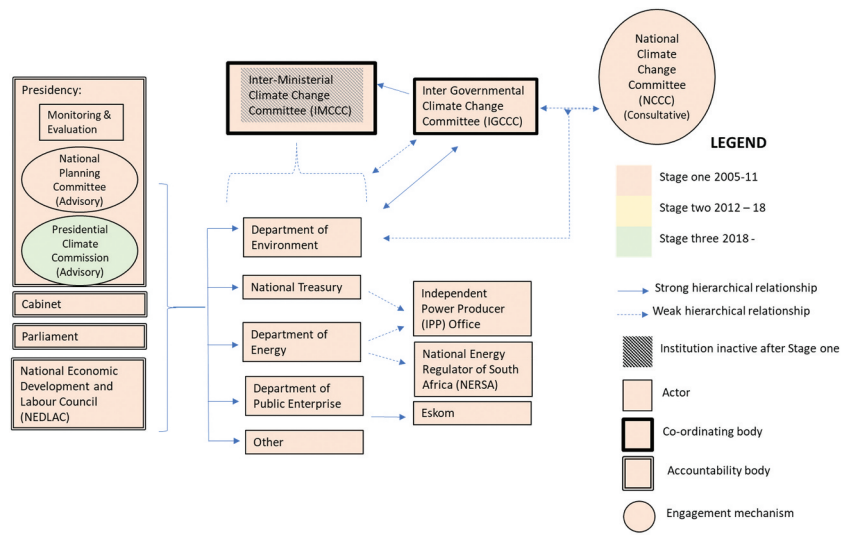 Presidency:
Monitoring &
Evaluation
National
Planning
Committee
(Advisory)
Presidential
Climate
Commission
(Advisory)
Cabinet
Parliament
National Economic
Development and
Labour Council
(NEDLAC)
Inter-Ministerial
Climate Change
Committee (IMCCC)
Inter Governmental
Climate Change
Committee (IGCCC)
National
Climate
Change
Committee
(NCCC)
(Consultative)
Department of
Environment
National Treasury
Department of
Energy
Department of
Public Enterprise
Other
Independent
Power Producer
(IPP) Office
National Energy
Regulator of South
Africa (NERSA)
Eskom
LEGEND
Stage one 2005-11
Stage two 2012 – 18
Stage three 2018 -
Strong hierarchical relationship
Weak hierarchical relationship
Institution inactive after Stage one
Actor
Co-ordinating body
Accountability body
Engagement mechanism